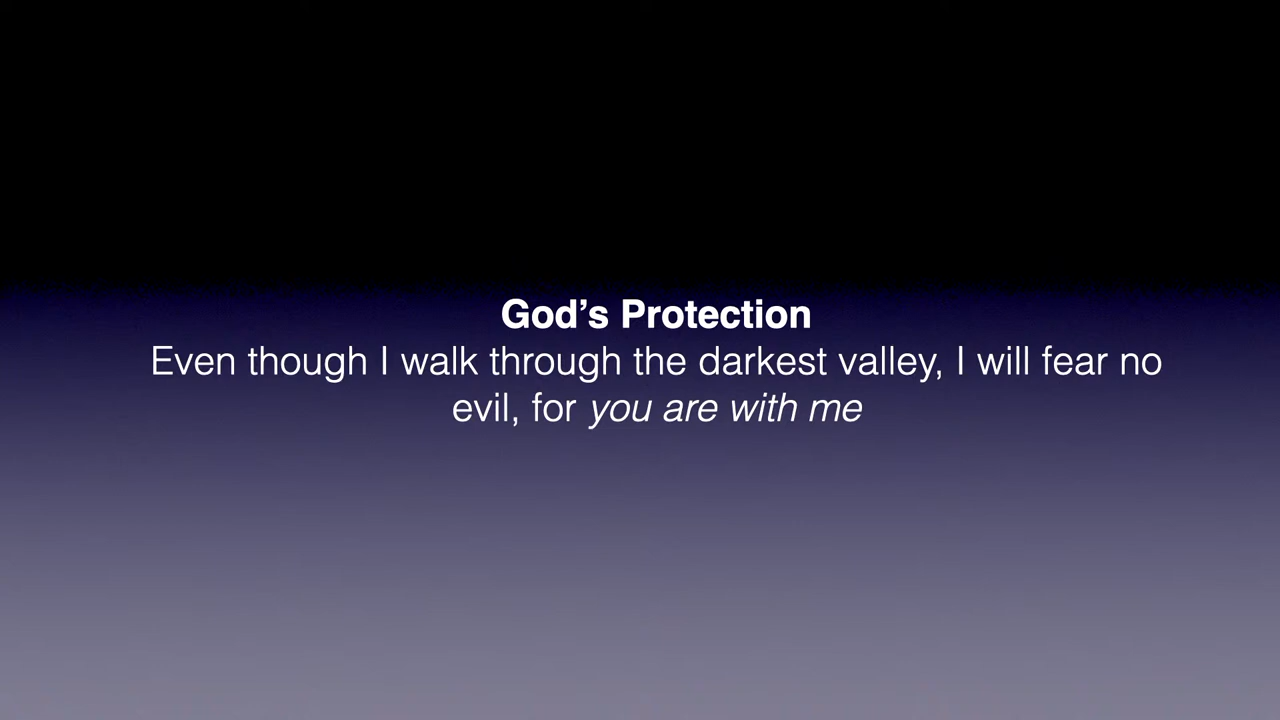 God’s Protection
Even though I walk through the darkest valley, I will fear no
evil, for you are with me